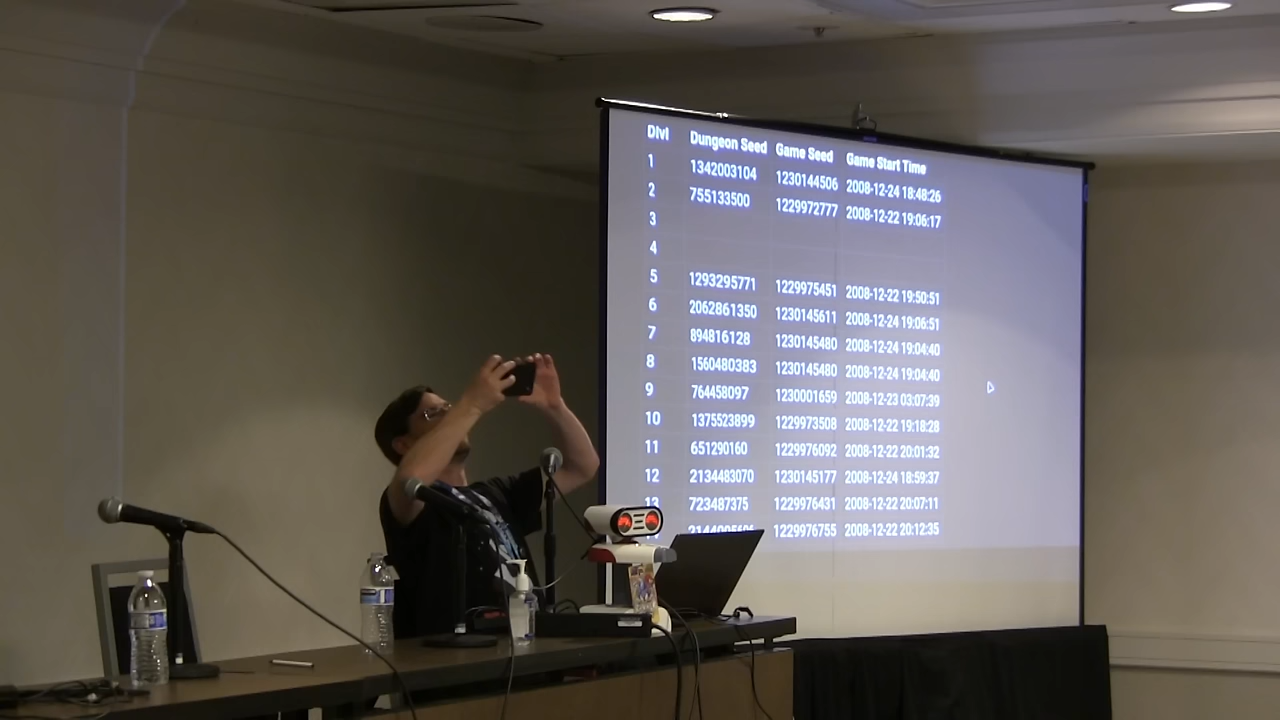 Dlvl Dungeon Seed Game Seed Game Start Time
1 1342003104 1230144506 2008-12-24 18:48:26
2 755133500 1229972777 2008-12-22 19:06:17
3
4
5 1293295771 1229975451 2008-12-22 19:50:51
6 2062861350 1230145611 2008-12-24 19:06:51
7 894816128 1230145480 2008-12-24 19:04:40
8 1560480383 1230145480 2008-12-24 19:04:40
9 764458097 1230001659 2008-12-23 03:07:39
10 1375523899 1229973508 2008-12-22 19:18:28
11 651290160 1229976092 2008-12-22 20:01:32
12 2134483070 1230145177 2008-12-24 18:59:37
13 723487375 1229976431 2008-12-22 20:07:11
1229976755 2008-12-22 20:12:35